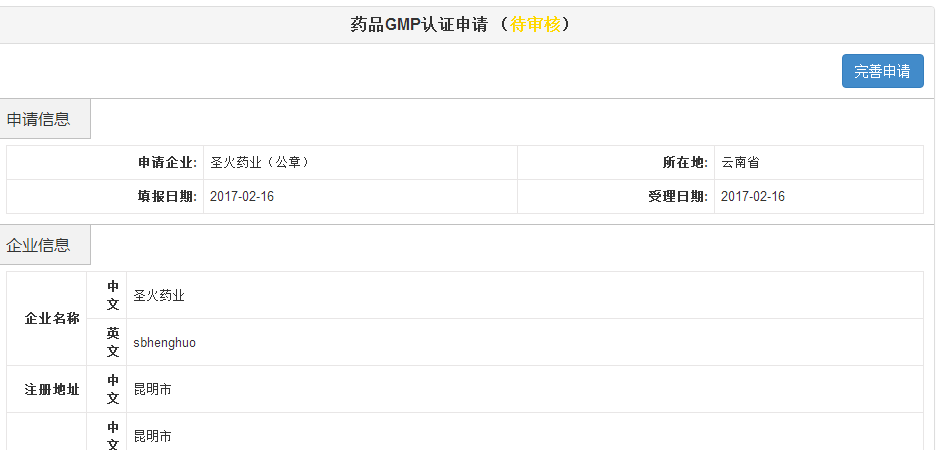 药品GMP认证申请 （待审核）
完善申请
申请信息
申请企业: 圣火药业（公章） 所在地: 云南省
填报日期: 2017-02-16 受理日期: 2017-02-16
企业信息
企业名称
中文 圣火药业
英文 sbhenghuo
注册地址 中文 昆明市
中文 昆明市